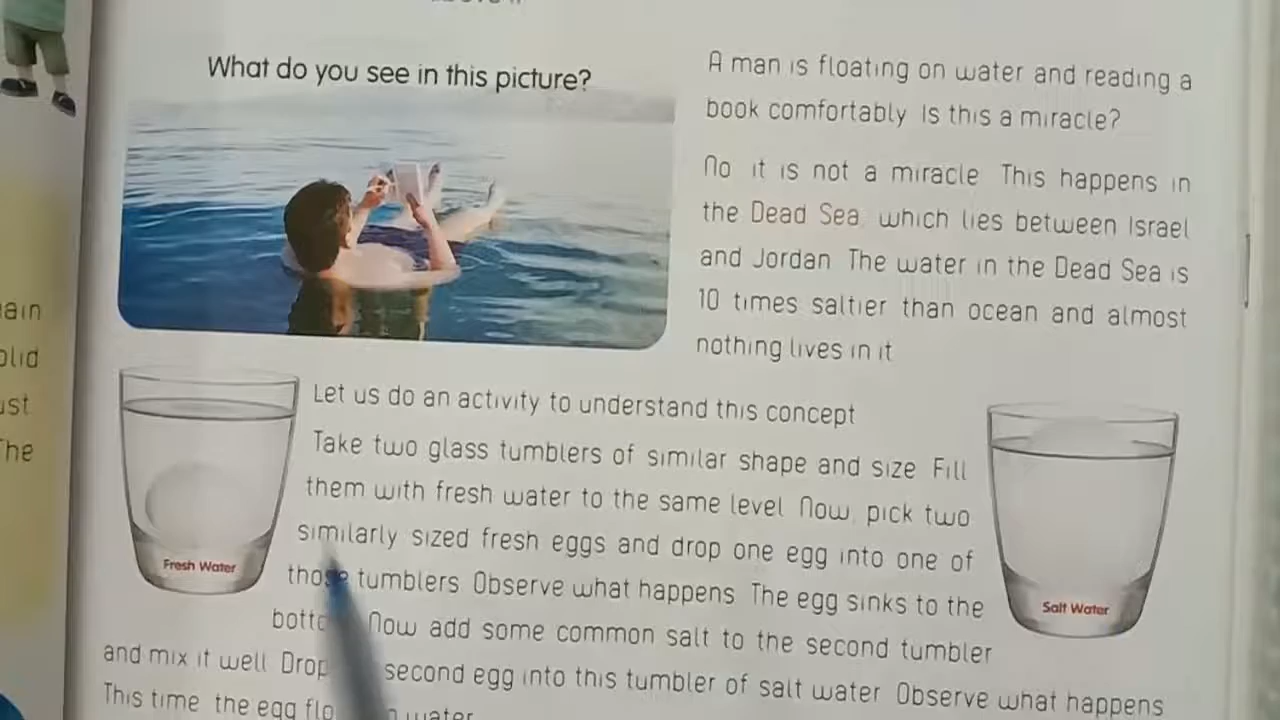 What do you see in this picture?
A man is floating on water and reading a
book comfortably Is this a miracle?
No it is not a miracle This happens in
the Dead Sea, which lies between Israel
and Jordan The water in the Dead Sea is
10 times saltier than ocean and almost
nothing lives in it
Let us do an activity to understand this concept
Take two glass tumblers of similar shape and size Fill
them with fresh water to the same level Now, pick two
similarly sized fresh eggs and drop one egg into one of
those tumblers Observe what happens The egg sinks to the
Now add some common salt to the second tumbler
and mix it well Drop second egg into this tumbler of salt water Observe what happens
This time the egg water
Fresh Water
Salt Water